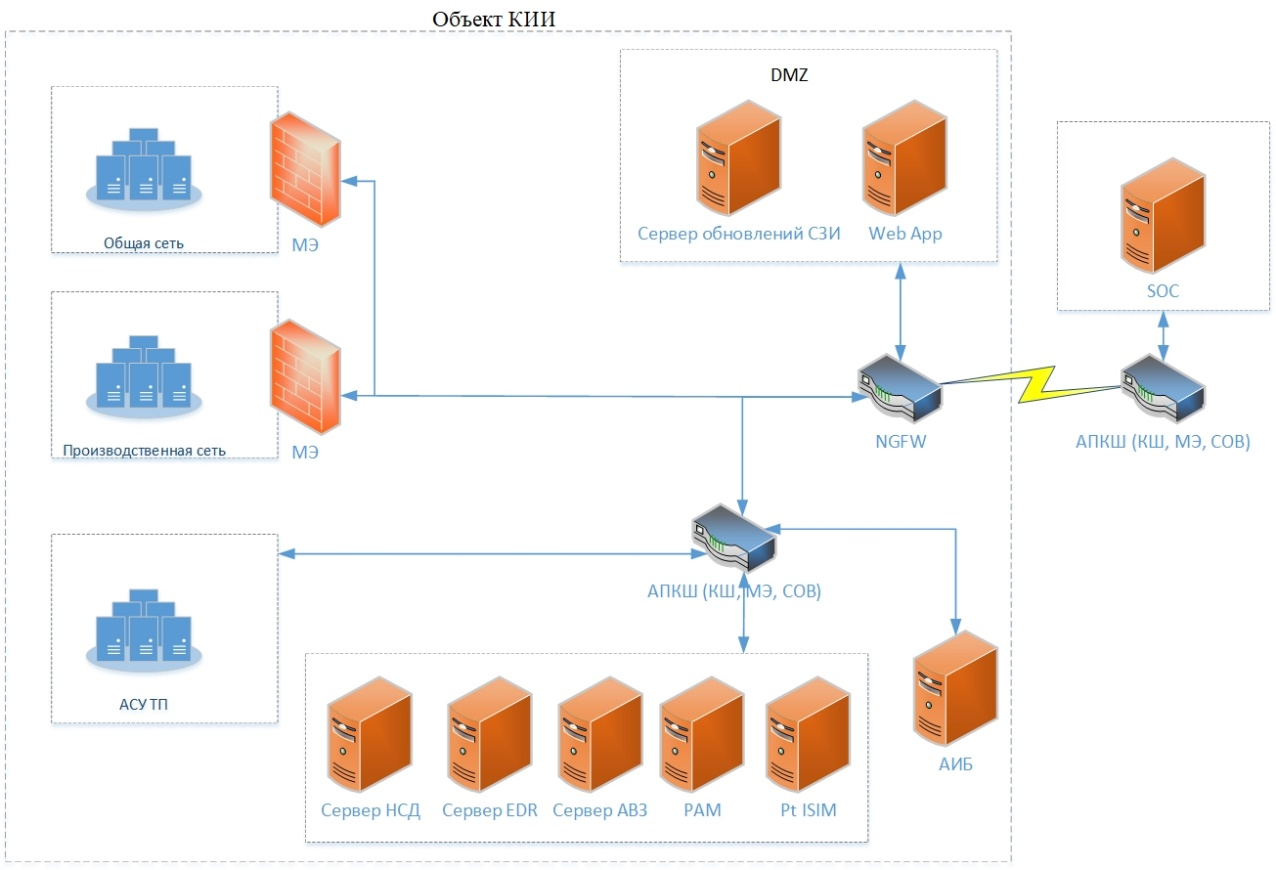 Объект КИИ
DMZ
Сервер обновлений СЗИ
Web App
SOC
Общая сеть
МЭ
Производственная сеть
МЭ
NGFW
АПКШ (КШ, МЭ, СОВ)
АПКШ (КШ, МЭ, СОВ)
АСУ ТП
АИБ
Сервер НСД
Сервер EDR
Сервер АВЗ
PAM
Pt ISIM